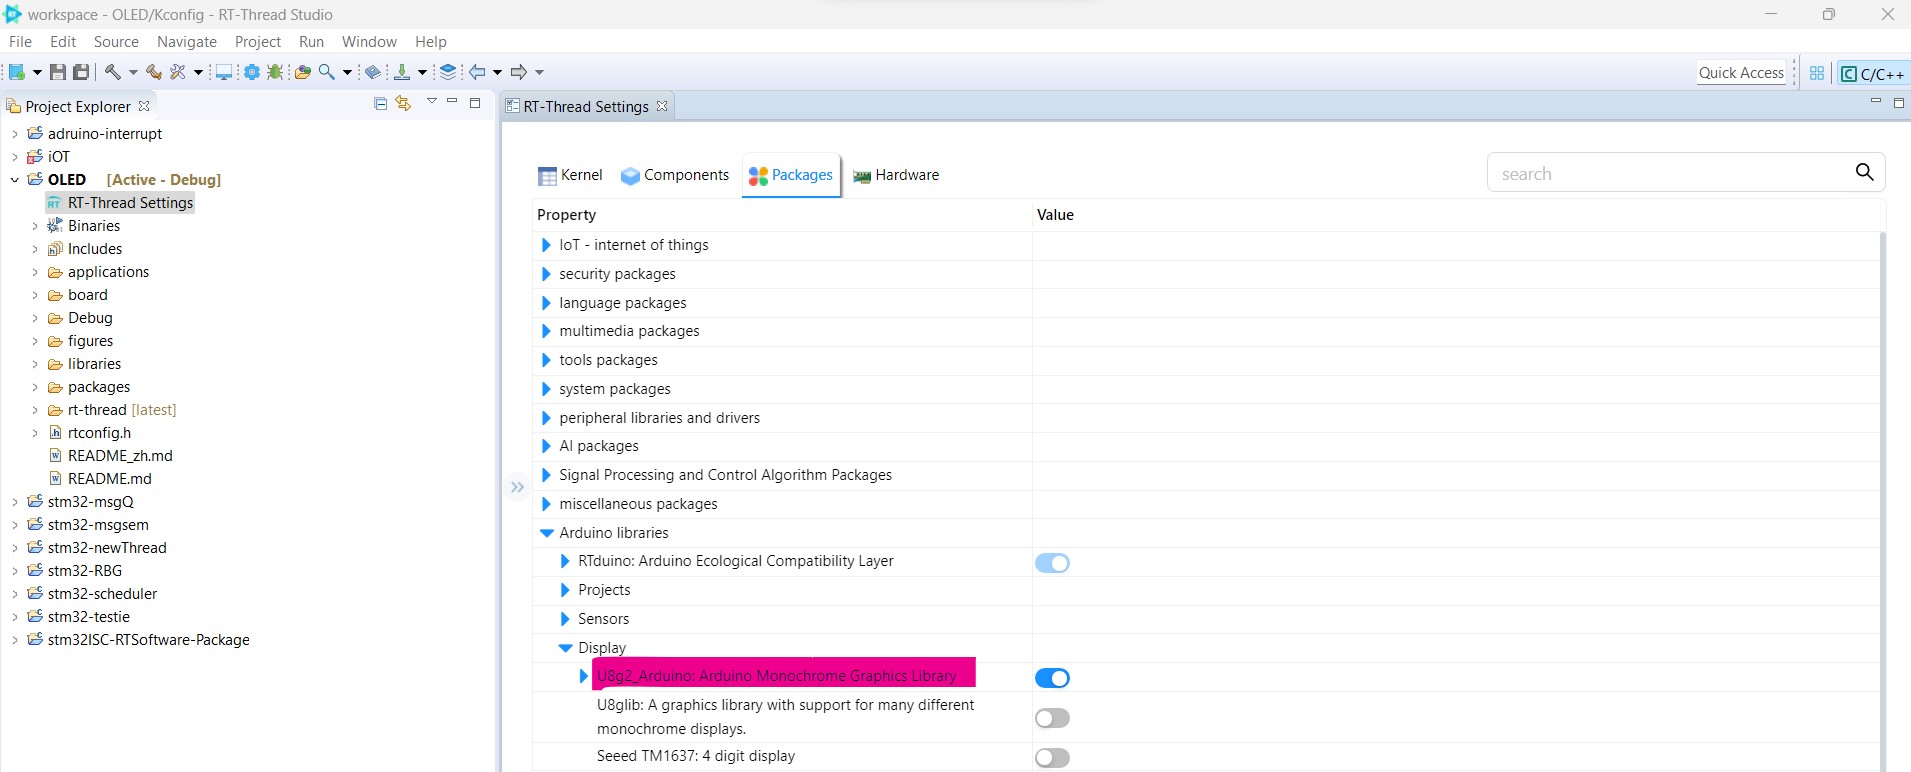 workspace - OLED/Kconfig - RT-Thread Studio
File Edit Source Navigate Project Run Window Help
Quick Access
C/C++
Project Explorer
adruino-interrupt
iOT
OLED [Active - Debug]
RT-Thread Settings
Binaries
Includes
applications
board
Debug
figures
libraries
packages
rt-thread [latest]
rtconfig.h
README_zh.md
README.md
stm32-msgQ
stm32-msgsem
stm32-newThread
stm32-RBG
stm32-scheduler
stm32-testie
stm32ISC-RTSoftware-Package
RT-Thread Settings
Kernel Components Packages Hardware
search
Property Value
IoT - internet of things
security packages
language packages
multimedia packages
tools packages
system packages
peripheral libraries and drivers
AI packages
Signal Processing and Control Algorithm Packages
miscellaneous packages
Arduino libraries
RTduino: Arduino Ecological Compatibility Layer
Projects
Sensors
Display
U8g2_Arduino: Arduino Monochrome Graphics Library
U8glib: A graphics library with support for many different
monochrome displays.
Seeed TM1637: 4 digit display